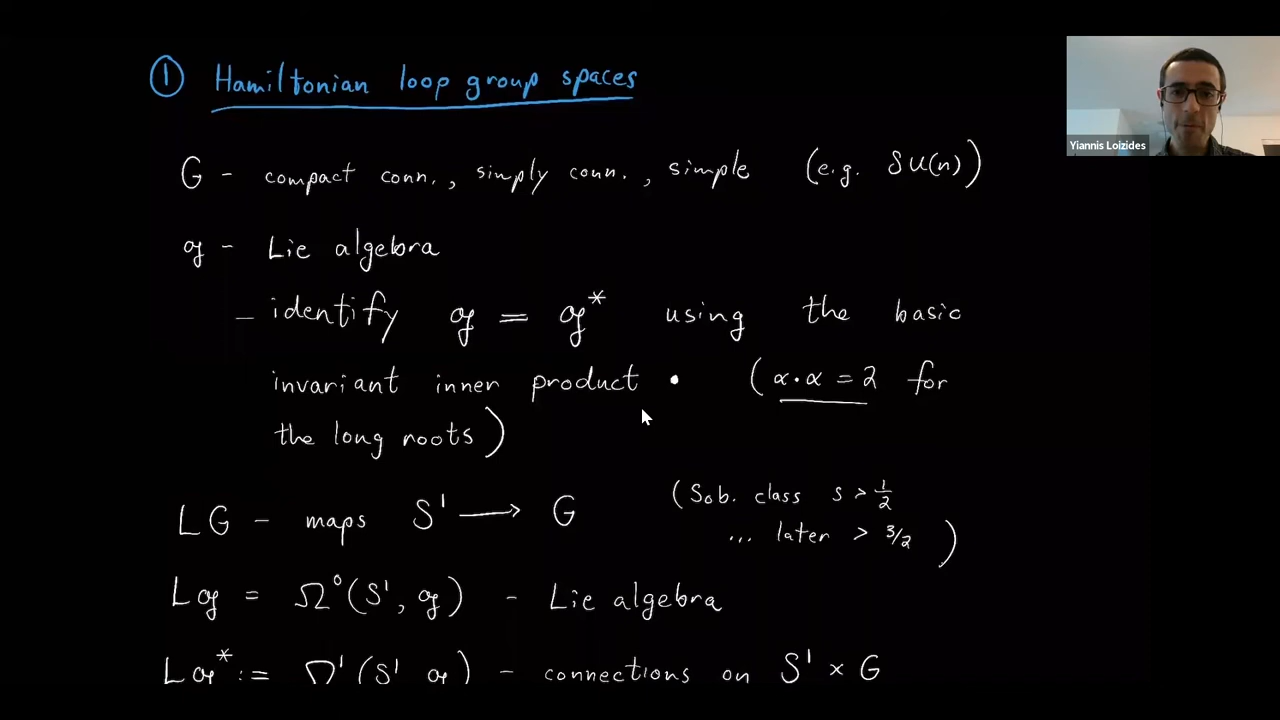 ① Hamiltonian loop group spaces
G - compact conn., simply conn., simple (e.g. SU(n))
𝔤 - Lie algebra
- identify 𝔤 = 𝔤* using the basic
invariant inner product • (α·α = 2 for
the long roots)
LG - maps S¹ ⟶ G (Sob. class s > 1/2
... later > 3/2)
L𝔤 = Ω⁰(S¹, 𝔤) - Lie algebra
L𝔤* := Ω¹(S¹, 𝔤) - connections on S¹ × G
Yiannis Loizides